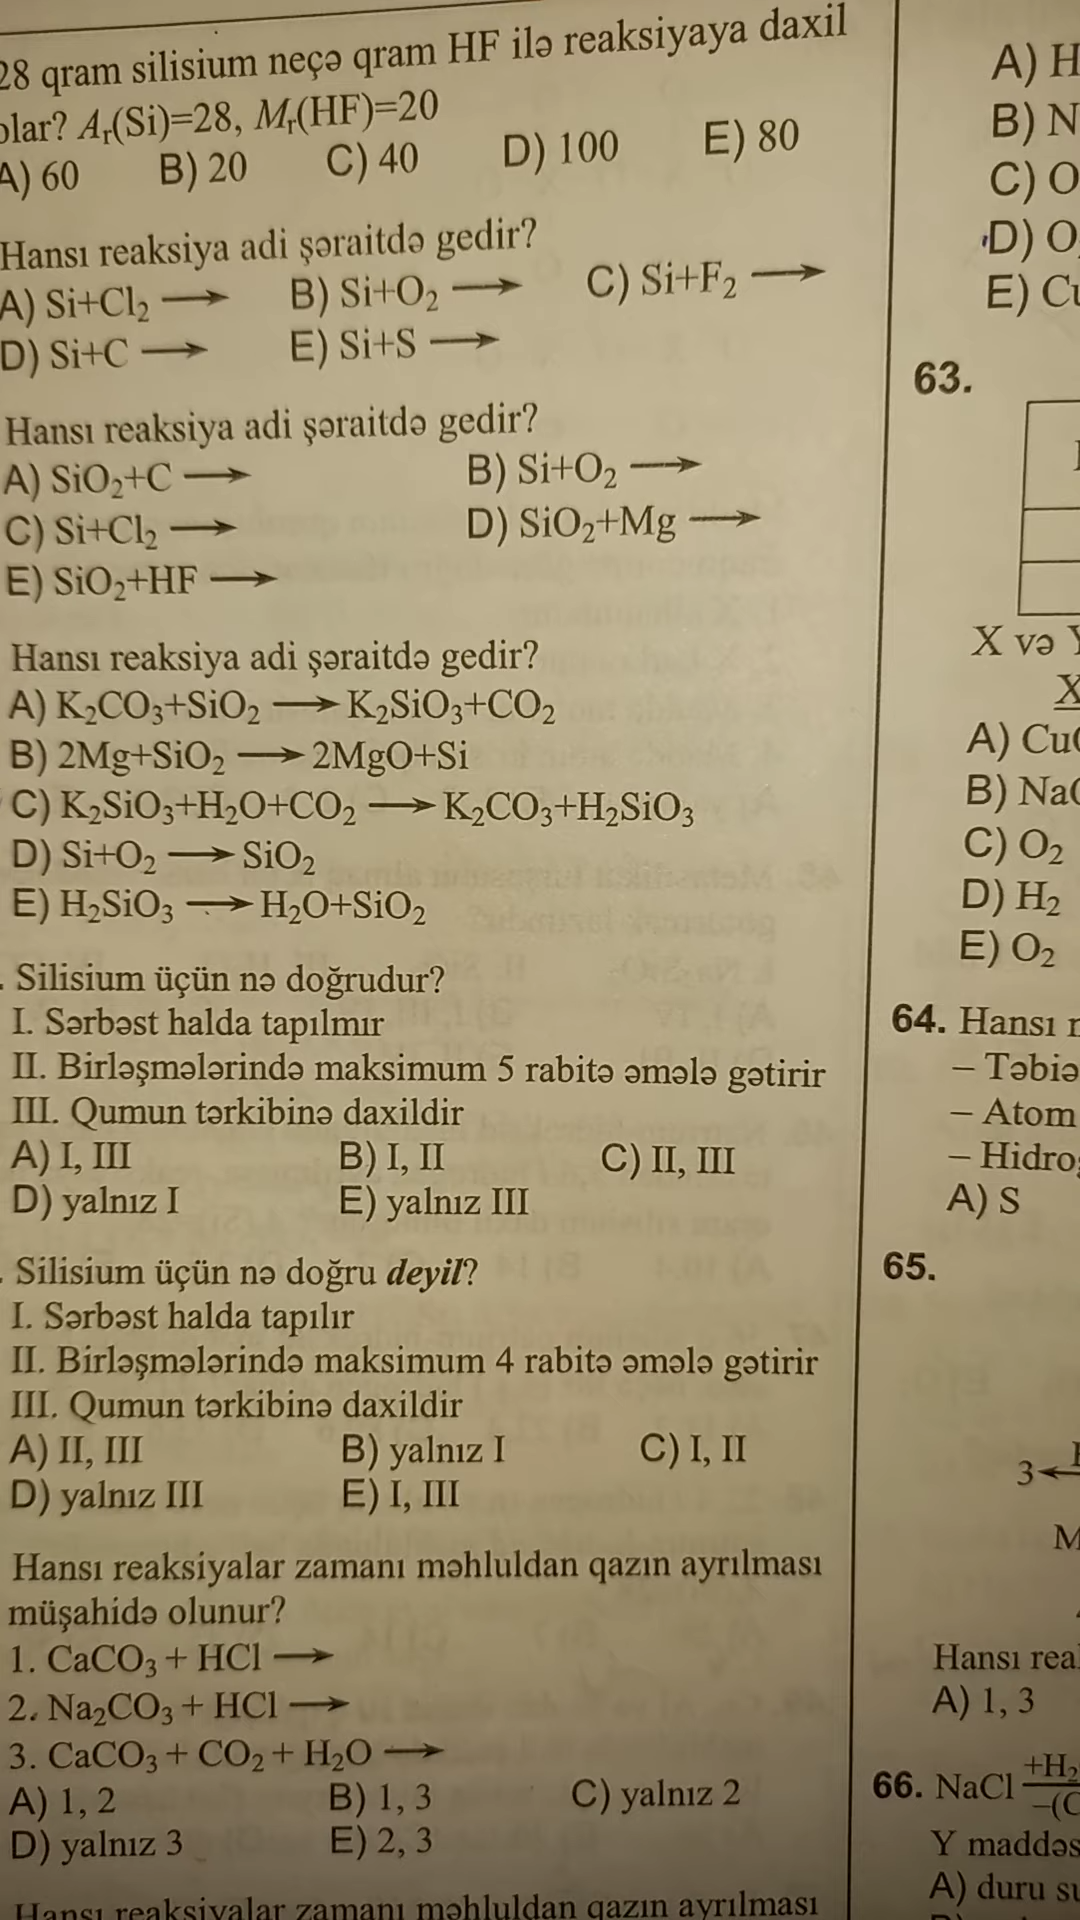 28 qram silisium neçə qram HF ilə reaksiyaya daxil
olar? Aᵣ(Si)=28, Mᵣ(HF)=20
A) 60 B) 20 C) 40 D) 100 E) 80
Hansı reaksiya adi şəraitdə gedir?
A) Si+Cl₂ ⟶ B) Si+O₂ ⟶ C) Si+F₂ ⟶
D) Si+C ⟶ E) Si+S ⟶
Hansı reaksiya adi şəraitdə gedir?
A) SiO₂+C ⟶ B) Si+O₂ ⟶
C) Si+Cl₂ ⟶ D) SiO₂+Mg ⟶
E) SiO₂+HF ⟶
Hansı reaksiya adi şəraitdə gedir?
A) K₂CO₃+SiO₂ ⟶ K₂SiO₃+CO₂
B) 2Mg+SiO₂ ⟶ 2MgO+Si
C) K₂SiO₃+H₂O+CO₂ ⟶ K₂CO₃+H₂SiO₃
D) Si+O₂ ⟶ SiO₂
E) H₂SiO₃ ⟶ H₂O+SiO₂
Silisium üçün nə doğrudur?
I. Sərbəst halda tapılmır
II. Birləşmələrində maksimum 5 rabitə əmələ gətirir
III. Qumun tərkibinə daxildir
A) I, III B) I, II C) II, III
D) yalnız I E) yalnız III
Silisium üçün nə doğru deyil?
I. Sərbəst halda tapılır
II. Birləşmələrində maksimum 4 rabitə əmələ gətirir
III. Qumun tərkibinə daxildir
A) II, III B) yalnız I C) I, II
D) yalnız III E) I, III
Hansı reaksiyalar zamanı məhluldan qazın ayrılması
müşahidə olunur?
1. CaCO₃ + HCl ⟶
2. Na₂CO₃ + HCl ⟶
3. CaCO₃ + CO₂ + H₂O ⟶
A) 1, 2 B) 1, 3 C) yalnız 2
D) yalnız 3 E) 2, 3
Hansı reaksiyalar zamanı məhluldan qazın ayrılması
A) H
B) N
C) O
D) O
E) Cu
63.
X və Y
X
A) Cu
B) Na
C) O₂
D) H₂
E) O₂
64. Hansı
– Təbiə
– Atom
– Hidro
A) S
65.
3
M
Hansı rea
A) 1, 3
66. NaCl +H₂
–(
Y maddəs
A) duru su